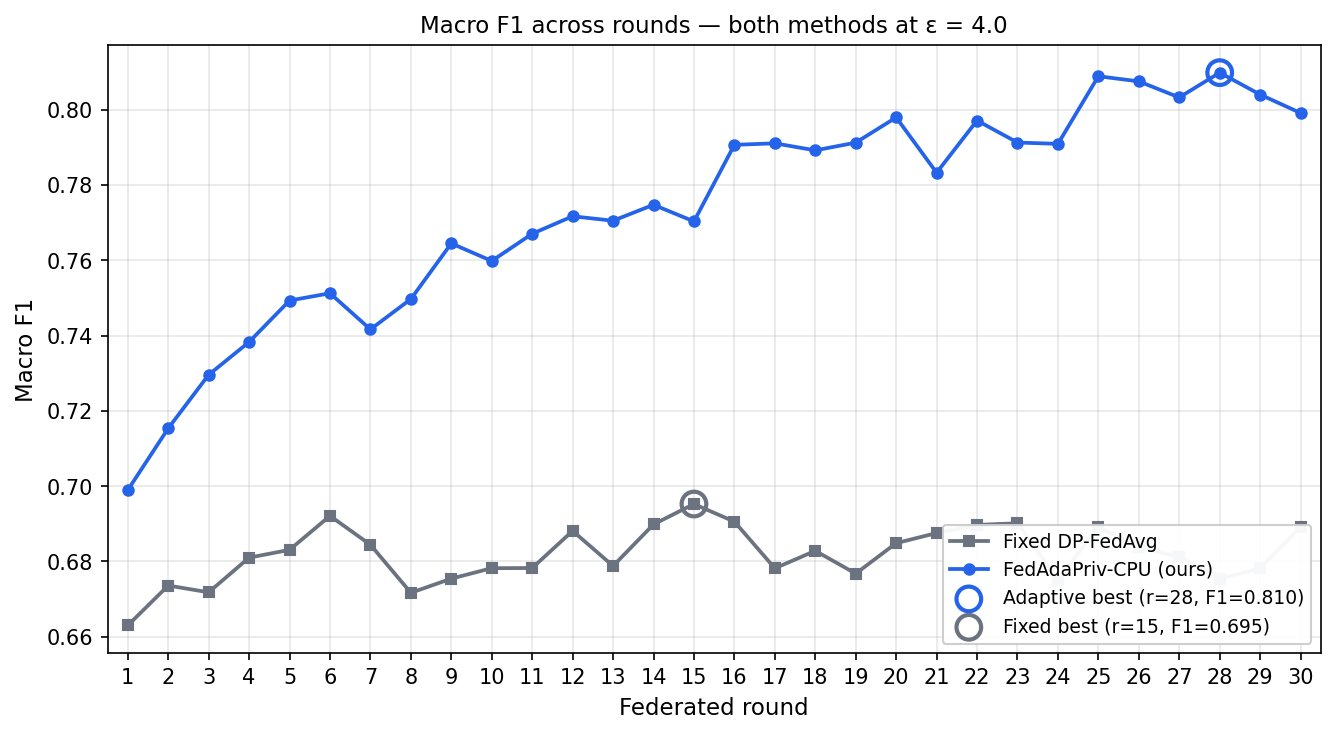 Macro F1 across rounds — both methods at ε = 4.0
Macro F1
0.80
0.78
0.76
0.74
0.72
0.70
0.68
0.66
Fixed DP-FedAvg
FedAdaPriv-CPU (ours)
Adaptive best (r=28, F1=0.810)
Fixed best (r=15, F1=0.695)
1 2 3 4 5 6 7 8 9 10 11 12 13 14 15 16 17 18 19 20 21 22 23 24 25 26 27 28 29 30
Federated round